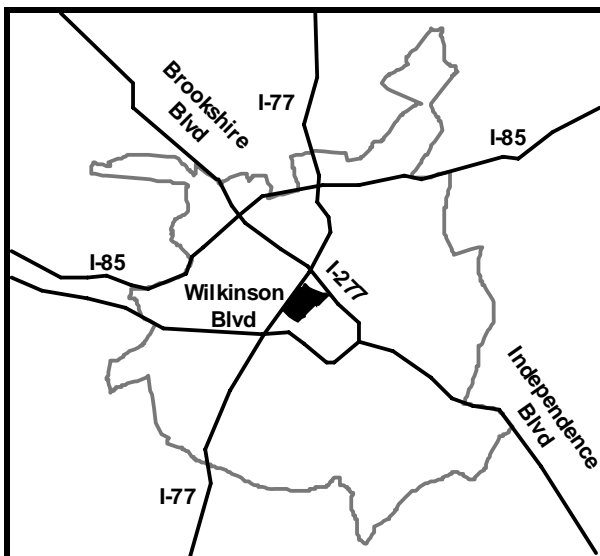 Brookshire
Blvd
I-77
I-85
I-85
I-277
Wilkinson
Blvd
Independence
Blvd
I-77